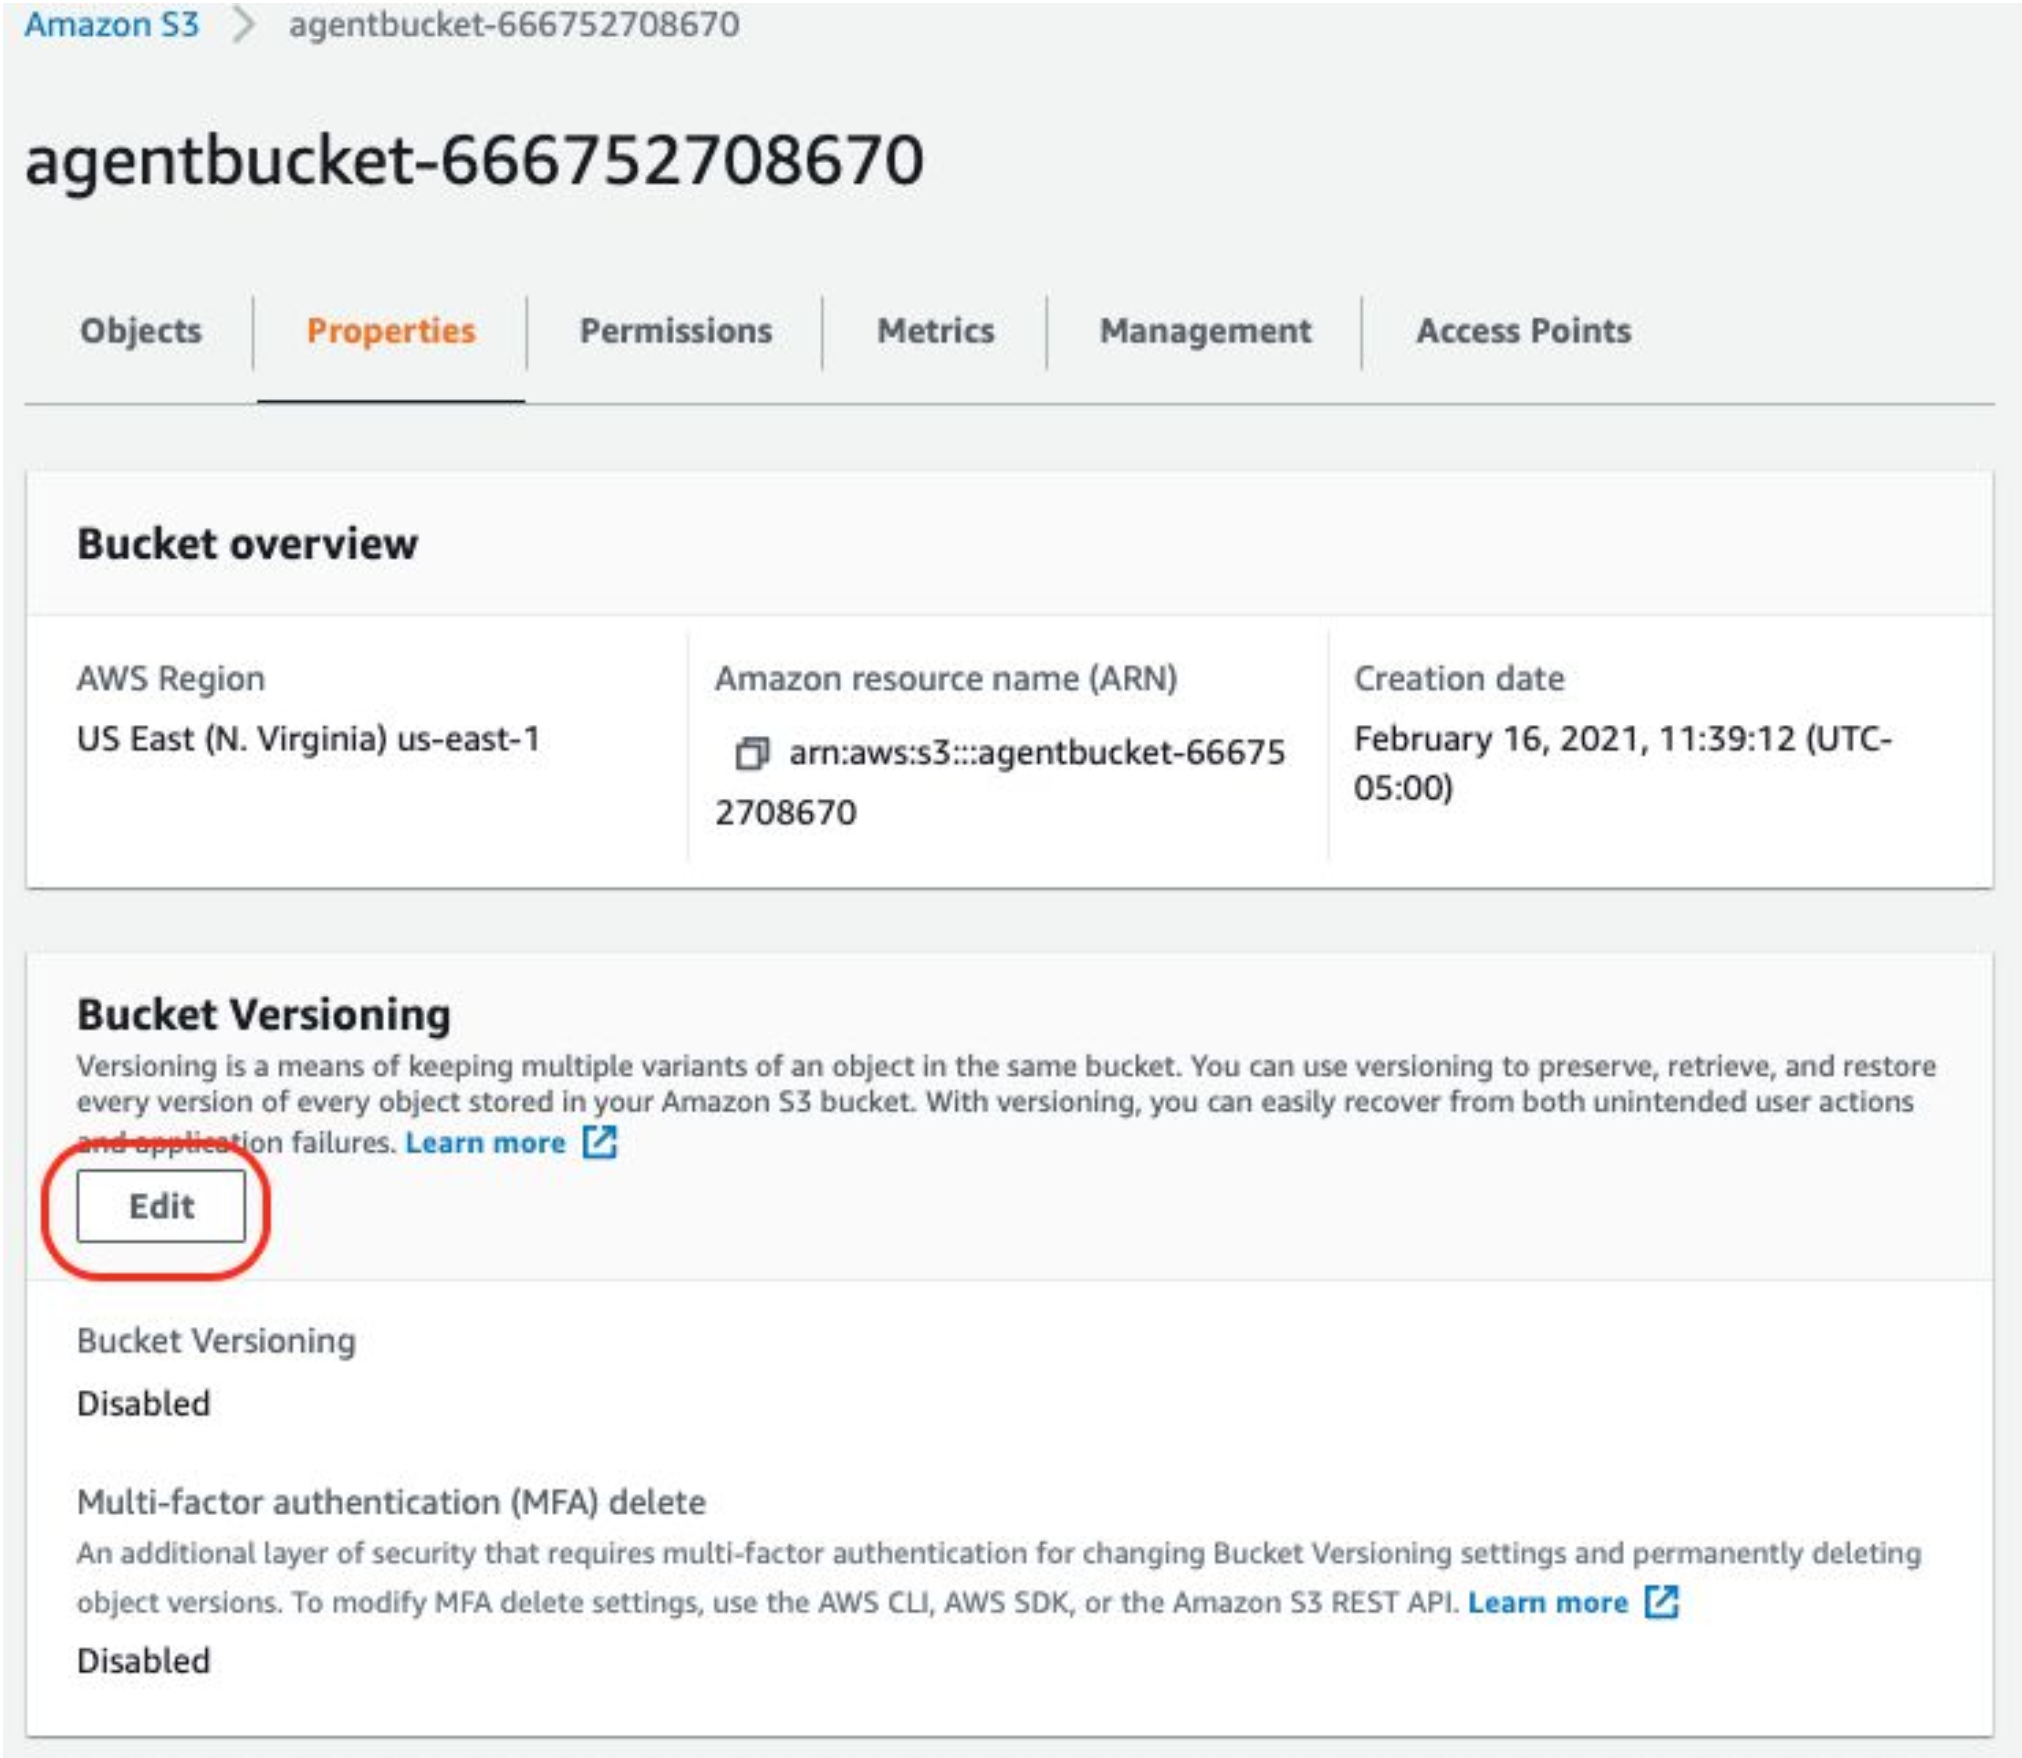 Amazon S3 > agentbucket-666752708670
agentbucket-666752708670
Objects Properties Permissions Metrics Management Access Points
Bucket overview
AWS Region
US East (N. Virginia) us-east-1
Amazon resource name (ARN)
arn:aws:s3:::agentbucket-66675
2708670
Creation date
February 16, 2021, 11:39:12 (UTC-
05:00)
Bucket Versioning
Versioning is a means of keeping multiple variants of an object in the same bucket. You can use versioning to preserve, retrieve, and restore
every version of every object stored in your Amazon S3 bucket. With versioning, you can easily recover from both unintended user actions
and application failures. Learn more
Edit
Bucket Versioning
Disabled
Multi-factor authentication (MFA) delete
An additional layer of security that requires multi-factor authentication for changing Bucket Versioning settings and permanently deleting
object versions. To modify MFA delete settings, use the AWS CLI, AWS SDK, or the Amazon S3 REST API. Learn more
Disabled